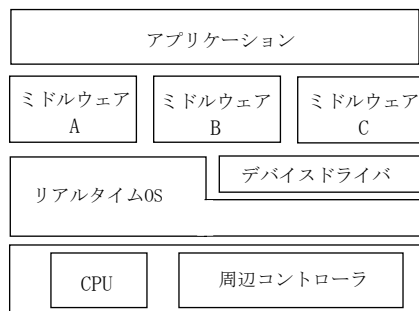 アプリケーション
ミドルウェア
A
ミドルウェア
B
ミドルウェア
C
デバイスドライバ
リアルタイムOS
CPU
周辺コントローラ